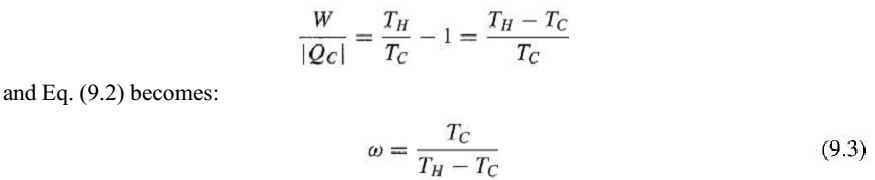 W/|Q_C| = T_H/T_C − 1 = (T_H − T_C)/T_C
and Eq. (9.2) becomes:
ω = T_C/(T_H − T_C) (9.3)